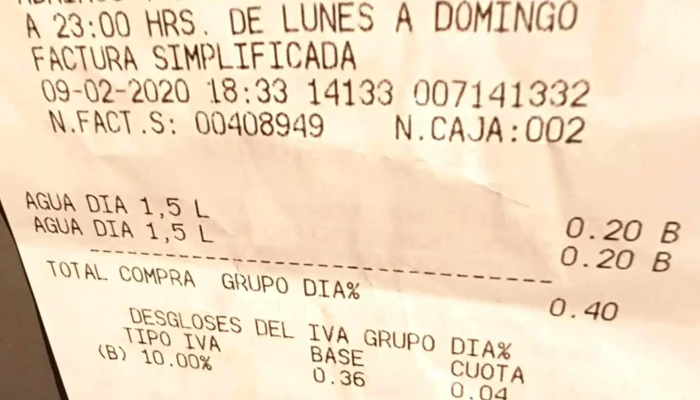 A 23:00 HRS. DE LUNES A DOMINGO
FACTURA SIMPLIFICADA
09-02-2020 18:33 14133 007141332
N.FACT.S: 00408949 N.CAJA:002
AGUA DIA 1,5 L 0.20 B
AGUA DIA 1,5 L 0.20 B
TOTAL COMPRA GRUPO DIA% 0.40
DESGLOSES DEL IVA GRUPO DIA%
TIPO IVA BASE CUOTA
(B) 10.00% 0.36 0.04